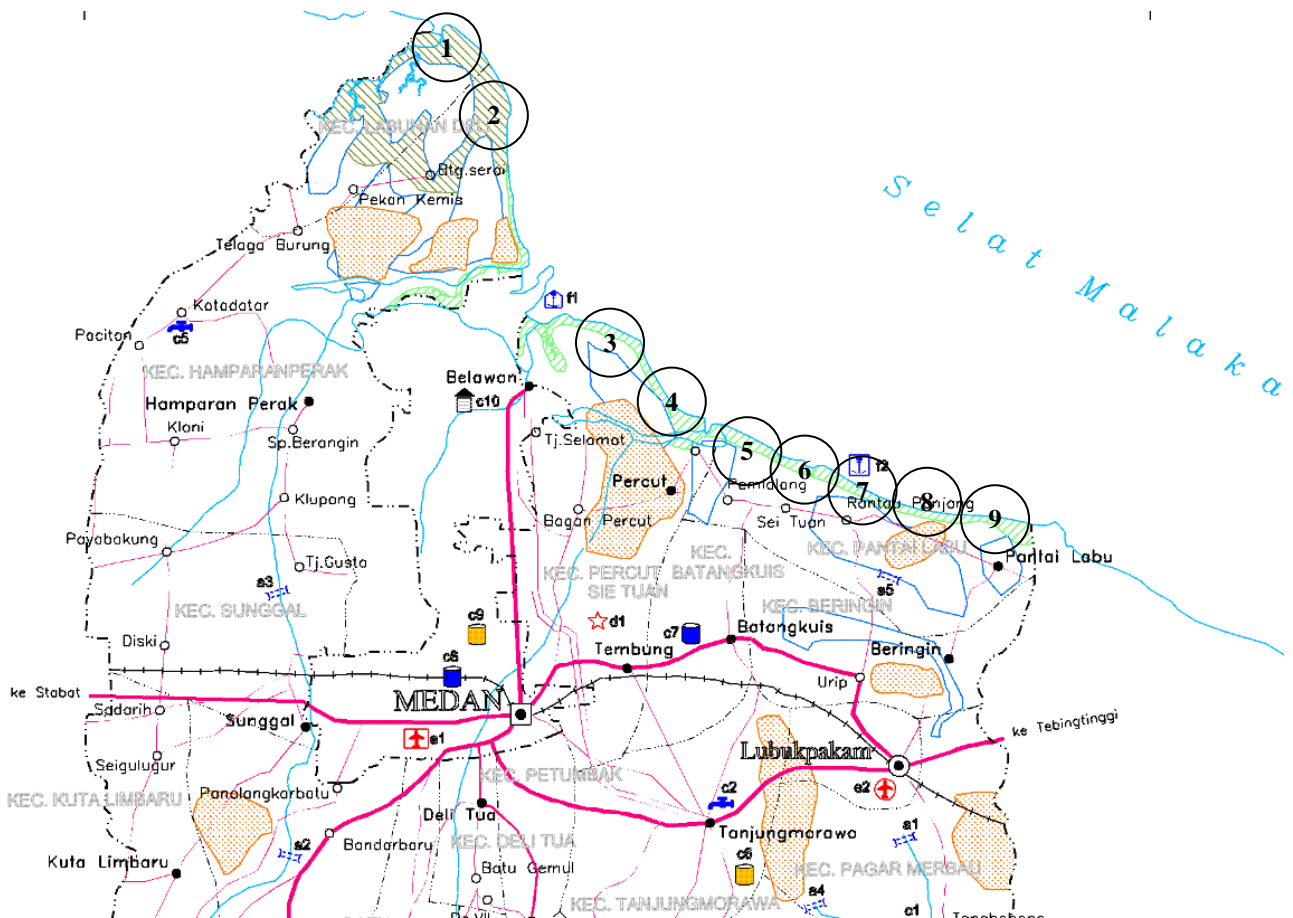 1
2
KEC. LABUHAN DELI
Btg.serai
Pekan Kemis
Telaga Burung
Selat Malaka
Kotadatar
c5
Pacitan
f1
3
KEC. HAMPARANPERAK
Belawan
c10
Hamparan Perak
4
Kloni
Sp.Berangin
Tj.Selamat
5
6
f2
7
8
9
Percut
Pematang
Rantau Panjang
Klupang
Bagan Percut
Sei Tuan
Payabakung
Tj.Gusta
KEC. PANTAI LABU
Pantai Labu
KEC.
BATANGKUIS
KEC. PERCUT
SIE TUAN
a3
a5
KEC. SUNGGAL
KEC. BERINGIN
d1
c9
c7
Batangkuis
Diski
Tembung
Beringin
c8
Urip
ke Stabat
MEDAN
Sadarih
Sunggal
ke Tebingtinggi
e1
Lubukpakam
Seigulugur
KEC. PETUMBAK
KEC. KUTA LIMBARU
Panolangkarbatu
c2
e2
Deli Tua
Tanjungmorawa
a1
Bandarbaru
KEC. DELI TUA
a2
Kuta Limbaru
Batu Gemul
c6
KEC. PAGAR MERBAU
a4
KEC. TANJUNGMORAWA
c1